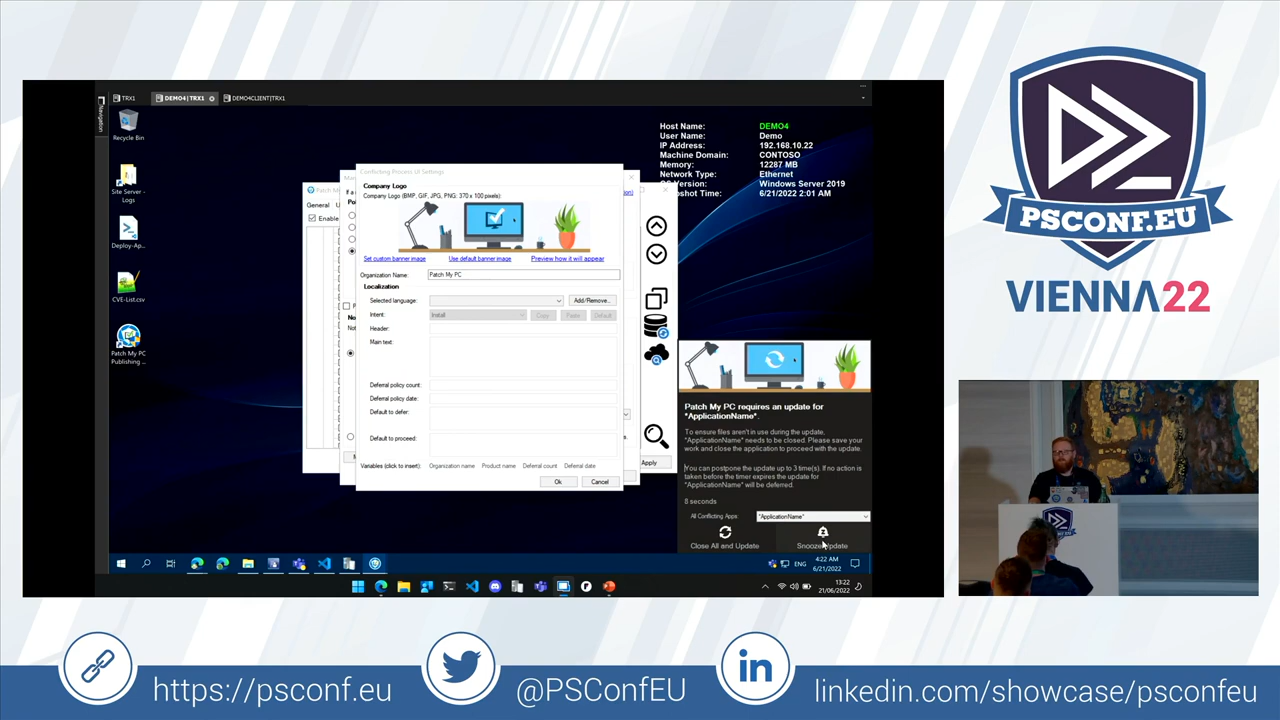 TRX1
DEMO4|TRX1
DEMO4CLIENT|TRX1
Navigation
Recycle Bin
Site Server -
Logs
Deploy-Ap...
CVE-List.csv
Patch My PC
Publishing ...
Host Name: DEMO4
User Name: Demo
IP Address: 192.168.10.22
Machine Domain: CONTOSO
Memory: 12287 MB
Network Type: Ethernet
Version: Windows Server 2019
pshot Time: 6/21/2022 2:01 AM
General
Enable
Conflicting Process UI Settings
Company Logo
Company Logo (BMP, GIF, JPG, PNG: 370 x 100 pixels):
Set custom banner image
Use default banner image
Preview how it will appear
Organization Name: Patch My PC
Localization
Selected language: Add/Remove...
Intent: Install Copy Paste Default
Header:
Main text:
Deferral policy count:
Deferral policy date:
Default to defer:
Default to proceed:
Variables (click to insert): Organization name Product name Deferral count Deferral date
Ok
Cancel
Apply
Patch My PC requires an update for
"ApplicationName".
To ensure files aren't in use during the update,
"ApplicationName" needs to be closed. Please save your
work and close the application to proceed with the update.
You can postpone the update up to 3 time(s). If no action is
taken before the timer expires the update for
"ApplicationName" will be deferred.
8 seconds
All Conflicting Apps: "ApplicationName"
Close All and Update
Snooze Update
ENG
4:22 AM
6/21/2022
13:22
21/06/2022
PSCONF.EU
VIENNA22
https://psconf.eu
@PSConfEU
linkedin.com/showcase/psconfeu